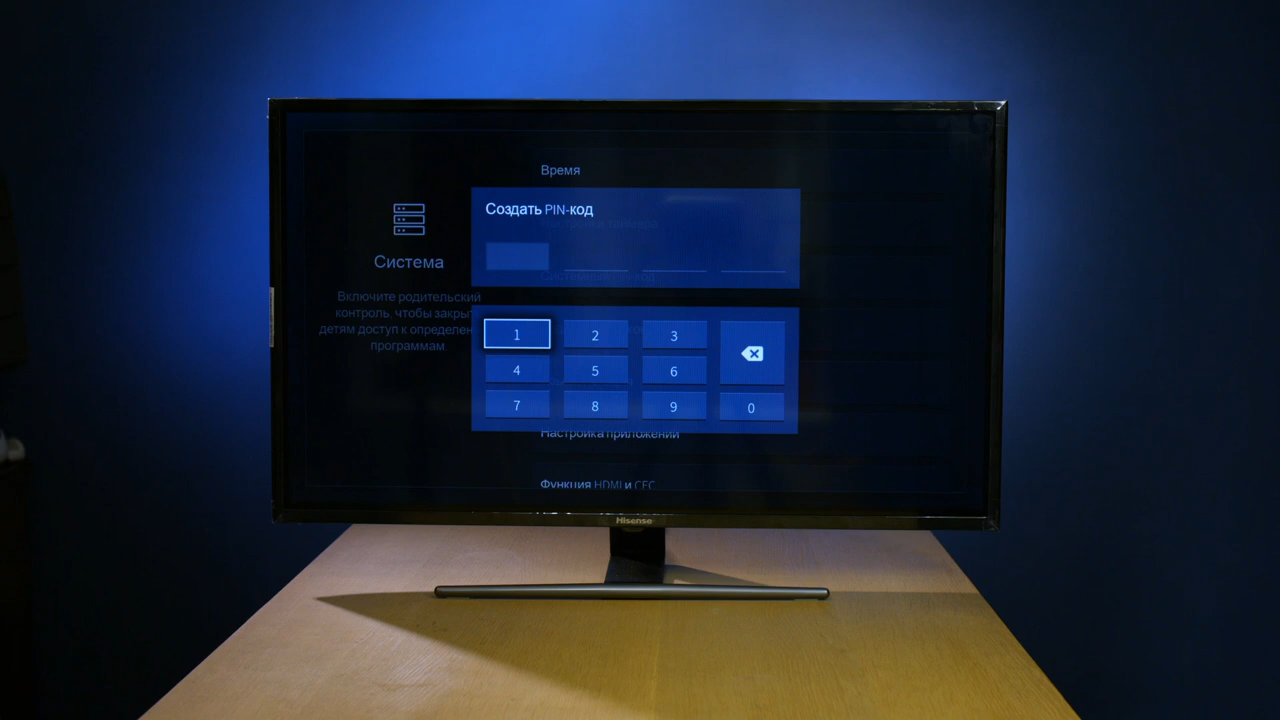 Время
Создать PIN-код
Система
Включите родительский
контроль, чтобы закры
детям доступ к определен
программам.
1 2 3
4 5 6
7 8 9 0
Настройка приложений
Функция HDMI и CEC
Hisense